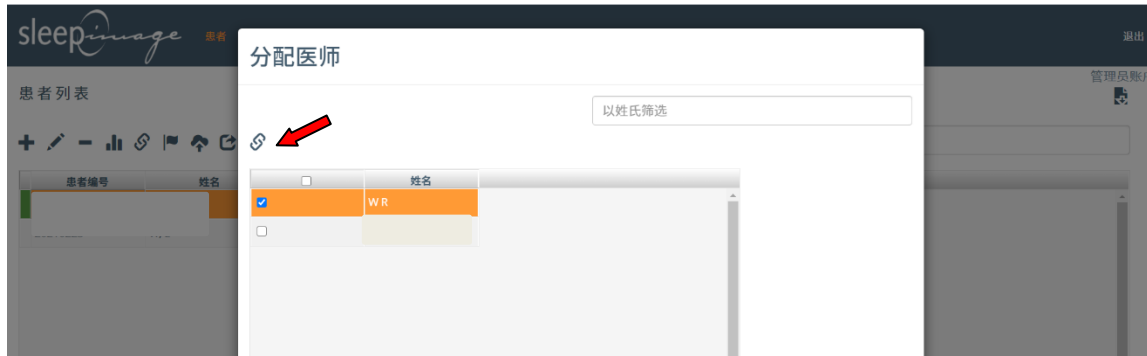 sleepimage 患者 退出
分配医师
管理员账户
患者列表
以姓氏筛选
患者编号 姓名
姓名
W R